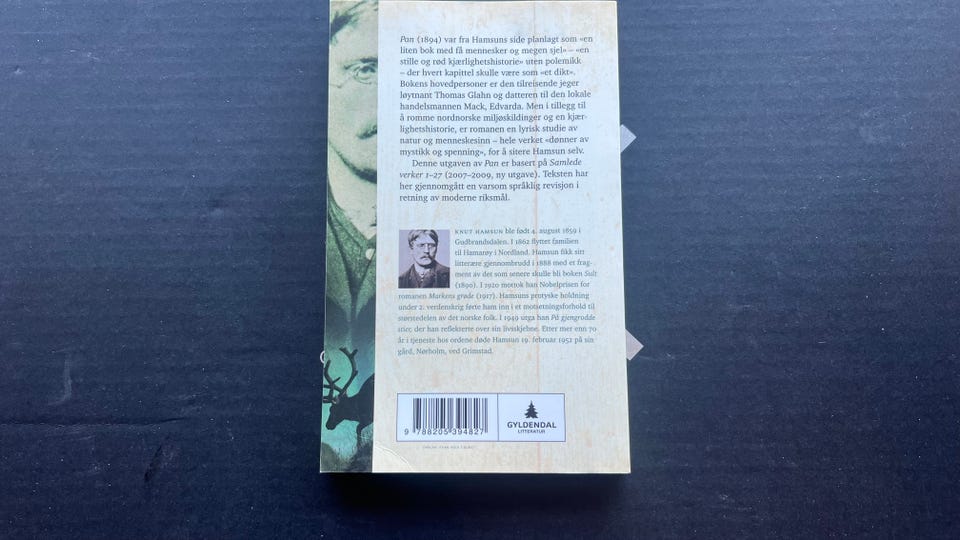 Pan (1894) var fra Hamsuns side planlagt som «en
liten bok med få mennesker og megen sjel» – «en
stille og rød kjærlighetshistorie» uten polemikk
– der hvert kapittel skulle være som «et dikt».
Bokens hovedpersoner er den tilreisende jeger
løytnant Thomas Glahn og datteren til den lokale
handelsmannen Mack, Edvarda. Men i tillegg til
å romme nordnorske miljøskildinger og en kjær-
lighetshistorie, er romanen en lyrisk studie av
natur og menneskesinn – hele verket «dønner av
mystikk og spenning», for å sitere Hamsun selv.
Denne utgaven av Pan er basert på Samlede
verker 1–27 (2007–2009, ny utgave). Teksten har
her gjennomgått en varsom språklig revisjon i
retning av moderne riksmål.
KNUT HAMSUN ble født 4. august 1859 i
Gudbrandsdalen. I 1862 flyttet familien
til Hamarøy i Nordland. Hamsun fikk sitt
litterære gjennombrudd i 1888 med et frag-
ment av det som senere skulle bli boken Sult
(1890). I 1920 mottok han Nobelprisen for
romanen Markens grøde (1917). Hamsuns protyske holdning
under 2. verdenskrig førte ham inn i et motsetningsforhold til
størstedelen av det norske folk. I 1949 utga han På gjengrodde
stier, der han reflekterte over sin livsskjebne. Etter mer enn 70
år i tjeneste hos ordene døde Hamsun 19. februar 1952 på sin
gård, Nørholm, ved Grimstad.
9 788205 394827
GYLDENDAL
LITTERATUR